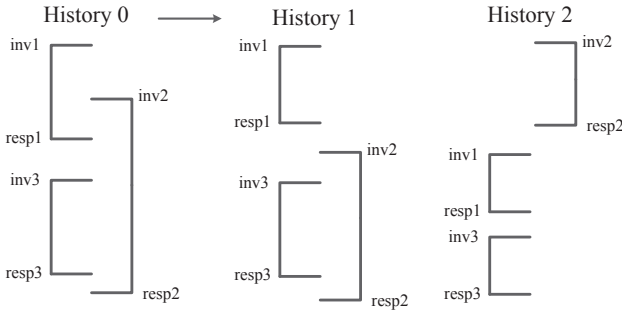 History 0
History 1
History 2
inv1
inv2
resp1
inv3
resp3
resp2
inv1
resp1
inv2
inv3
resp3
resp2
inv2
resp2
inv1
resp1
inv3
resp3